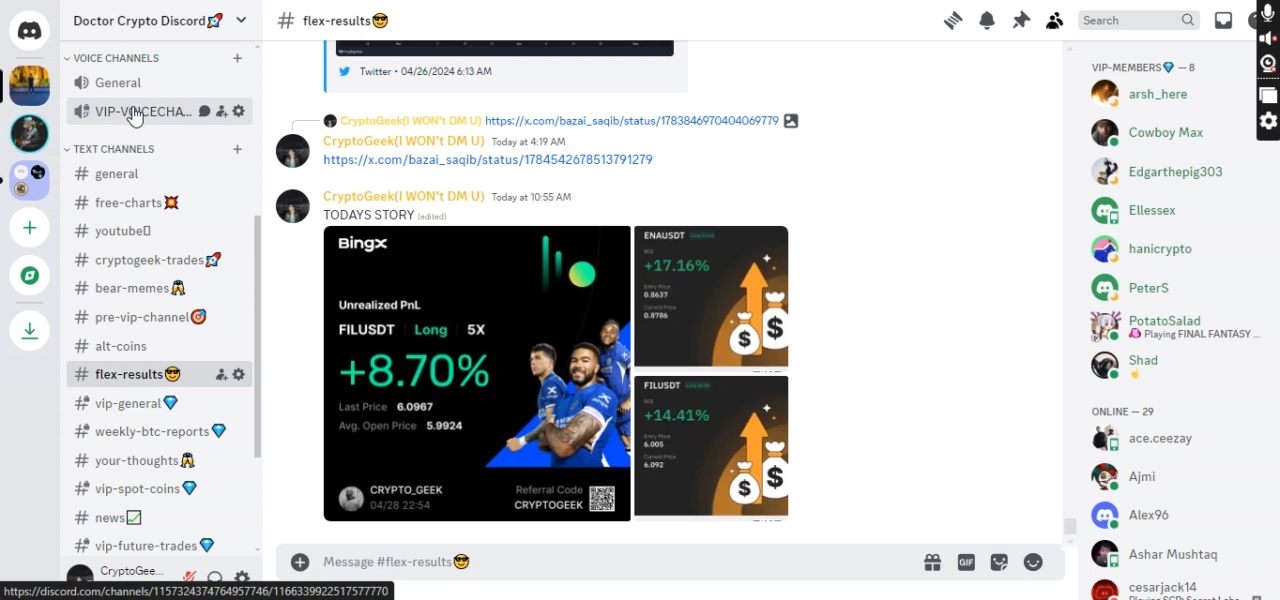 Doctor Crypto Discord🚀
# flex-results😎
Search
VOICE CHANNELS
General
VIP-VOICECHA...
TEXT CHANNELS
# general
# free-charts💥
# youtube▯
# cryptogeek-trades🚀
# bear-memes
# pre-vip-channel🎯
# alt-coins
# flex-results😎
# vip-general💎
# weekly-btc-reports💎
# your-thoughts
# vip-spot-coins💎
# news💹
# vip-future-trades💎
CryptoGee...
https://discord.com/channels/1157324374764957746/1166339922517577770
Twitter • 04/26/2024 6:13 AM
CryptoGeek(I WON'T DM U) https://x.com/bazai_saqib/status/1783846970404069779
CryptoGeek(I WON'T DM U) Today at 4:19 AM
https://x.com/bazai_saqib/status/1784542678513791279
CryptoGeek(I WON'T DM U) Today at 10:55 AM
TODAYS STORY (edited)
BingX
Unrealized PnL
FILUSDT | Long | 5X
+8.70%
Last Price 6.0967
Avg. Open Price 5.9924
CRYPTO_GEEK
04/28 22:54
Referral Code
CRYPTOGEEK
ENAUSDT
+17.16%
Entry Price
0.8637
Current Price
0.8786
FILUSDT
+14.41%
Entry Price
6.005
Current Price
6.092
Message #flex-results😎
GIF
VIP-MEMBERS💎 — 8
arsh_here
Cowboy Max
Edgarthepig303
Ellessex
hanicrypto
PeterS
PotatoSalad
Playing FINAL FANTASY ...
Shad
ONLINE — 29
ace.ceezay
Ajmi
Alex96
Ashar Mushtaq
cesarjack14